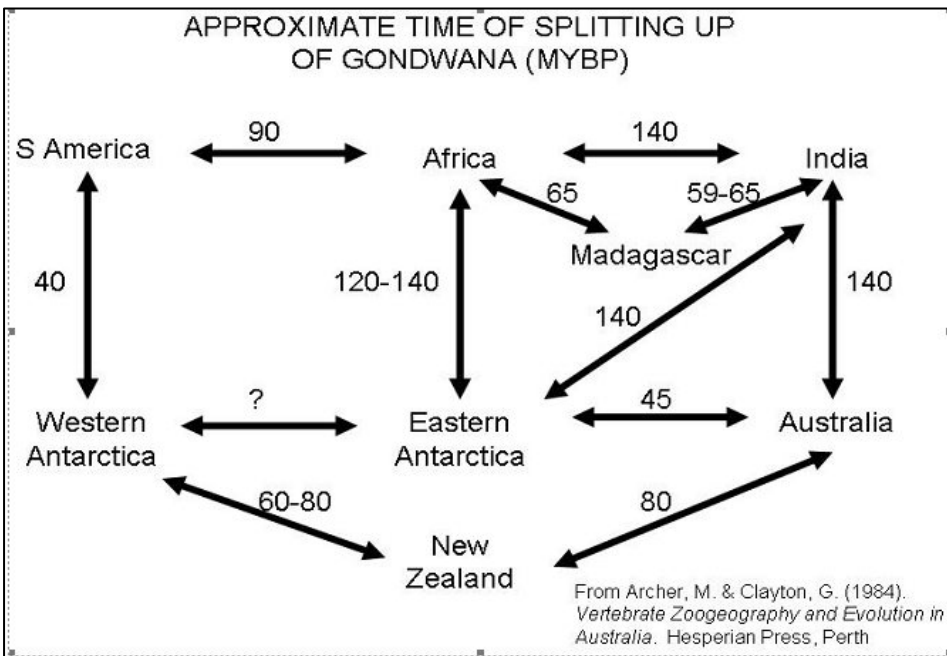 APPROXIMATE TIME OF SPLITTING UP
OF GONDWANA (MYBP)
90
140
S America
Africa
India
65
59-65
Madagascar
40
120-140
140
140
?
45
Western
Antarctica
Eastern
Antarctica
Australia
60-80
80
New
Zealand
From Archer, M. & Clayton, G. (1984).
Vertebrate Zoogeography and Evolution in
Australia. Hesperian Press, Perth